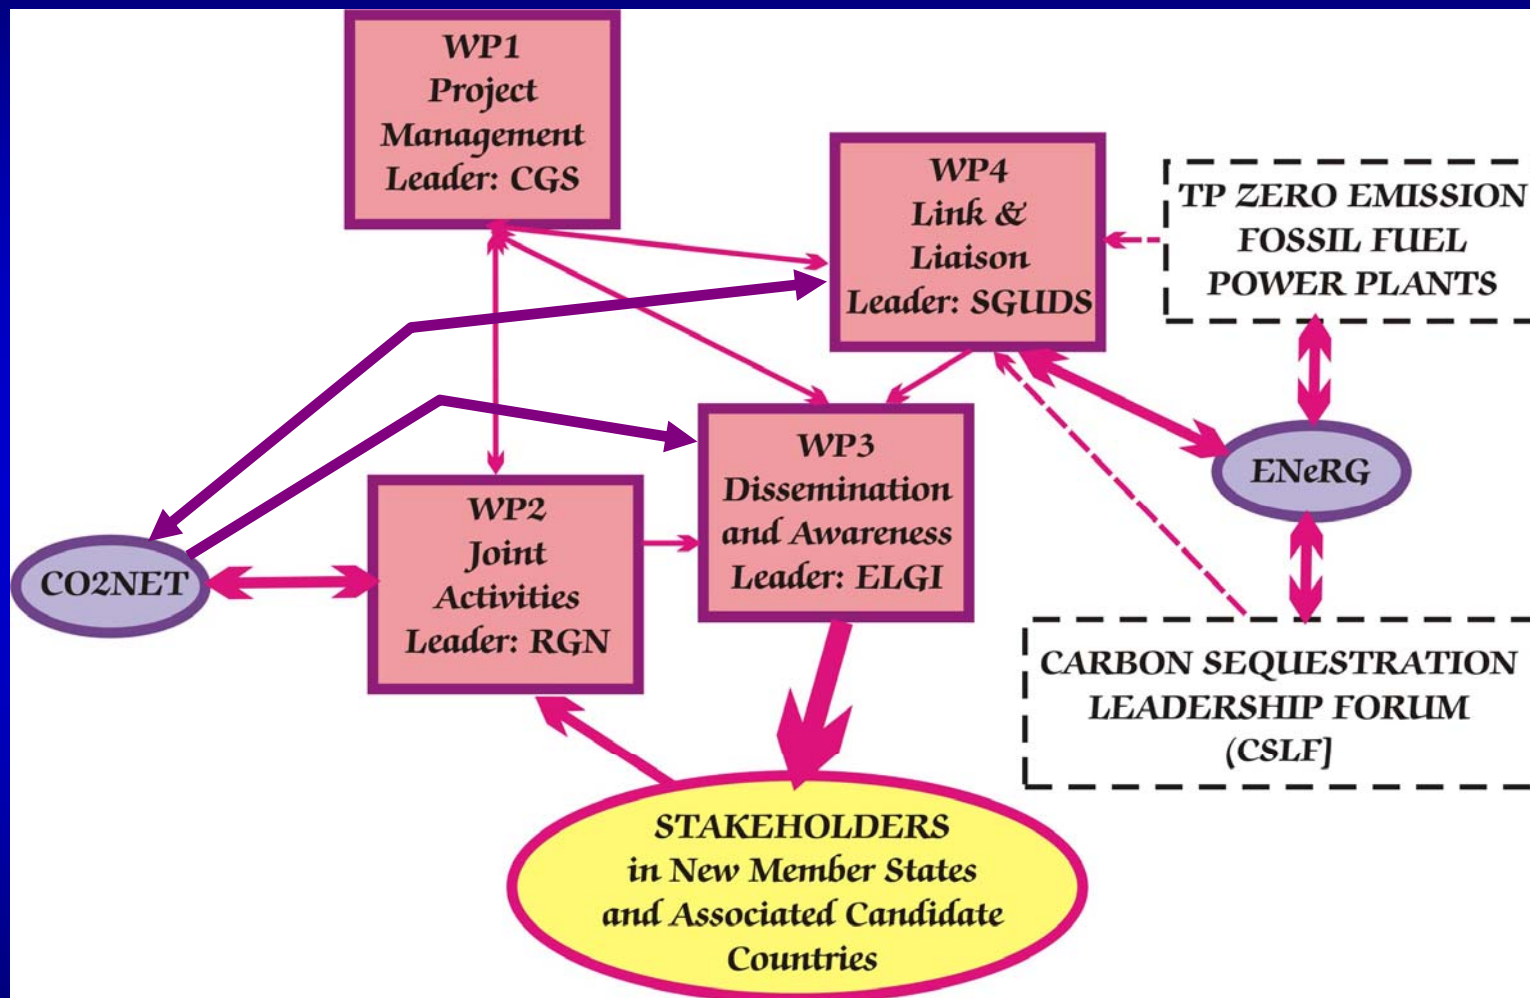 WP1
Project
Management
Leader: CGS
WP4
Link &
Liaison
Leader: SGUDS
TP ZERO EMISSION
FOSSIL FUEL
POWER PLANTS
WP3
Dissemination
and Awareness
Leader: ELGI
ENeRG
WP2
Joint
Activities
Leader: RGN
CO2NET
CARBON SEQUESTRATION
LEADERSHIP FORUM
(CSLF]
STAKEHOLDERS
in New Member States
and Associated Candidate
Countries